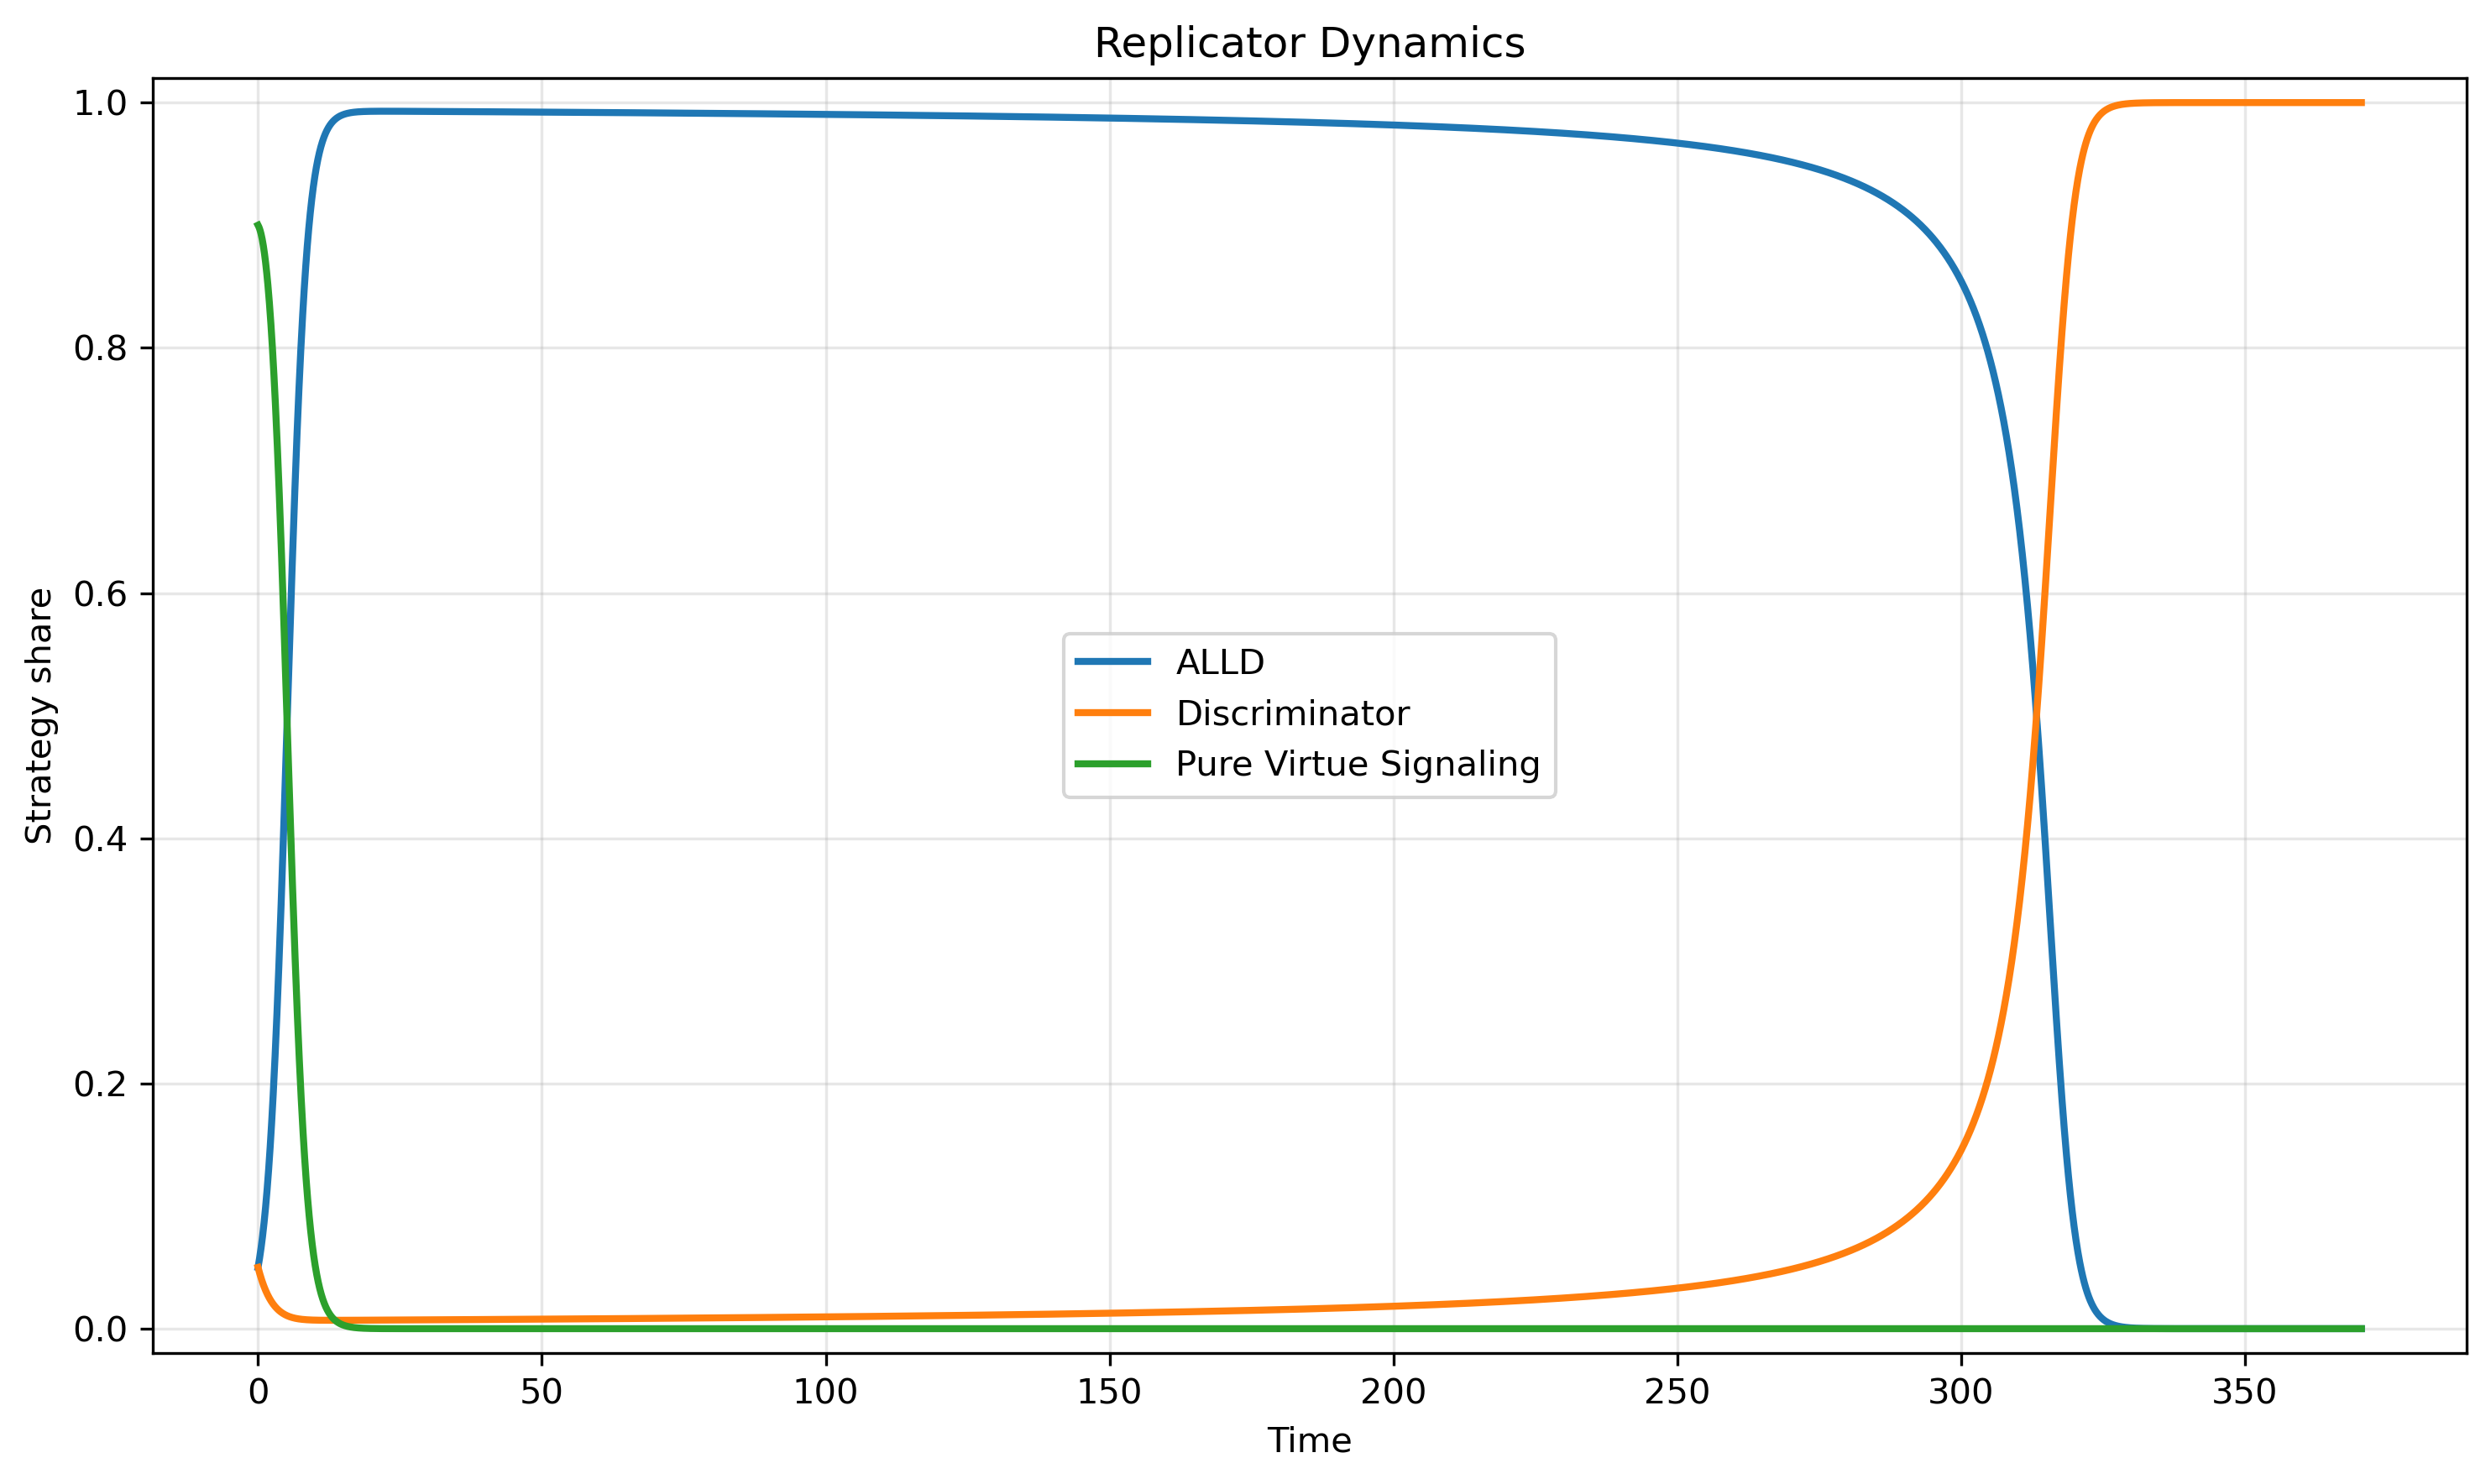 Replicator Dynamics
Strategy share
1.0
0.8
0.6
0.4
0.2
0.0
ALLD
Discriminator
Pure Virtue Signaling
0 50 100 150 200 250 300 350
Time